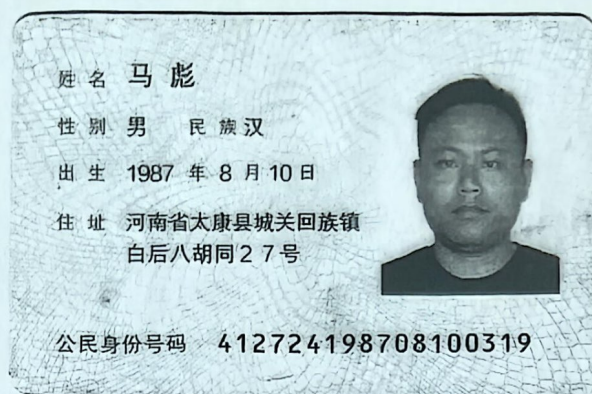 姓名 马彪
性别 男 民族 汉
出生 1987 年 8 月 10 日
住址 河南省太康县城关回族镇
白后八胡同27号
公民身份号码 412724198708100319